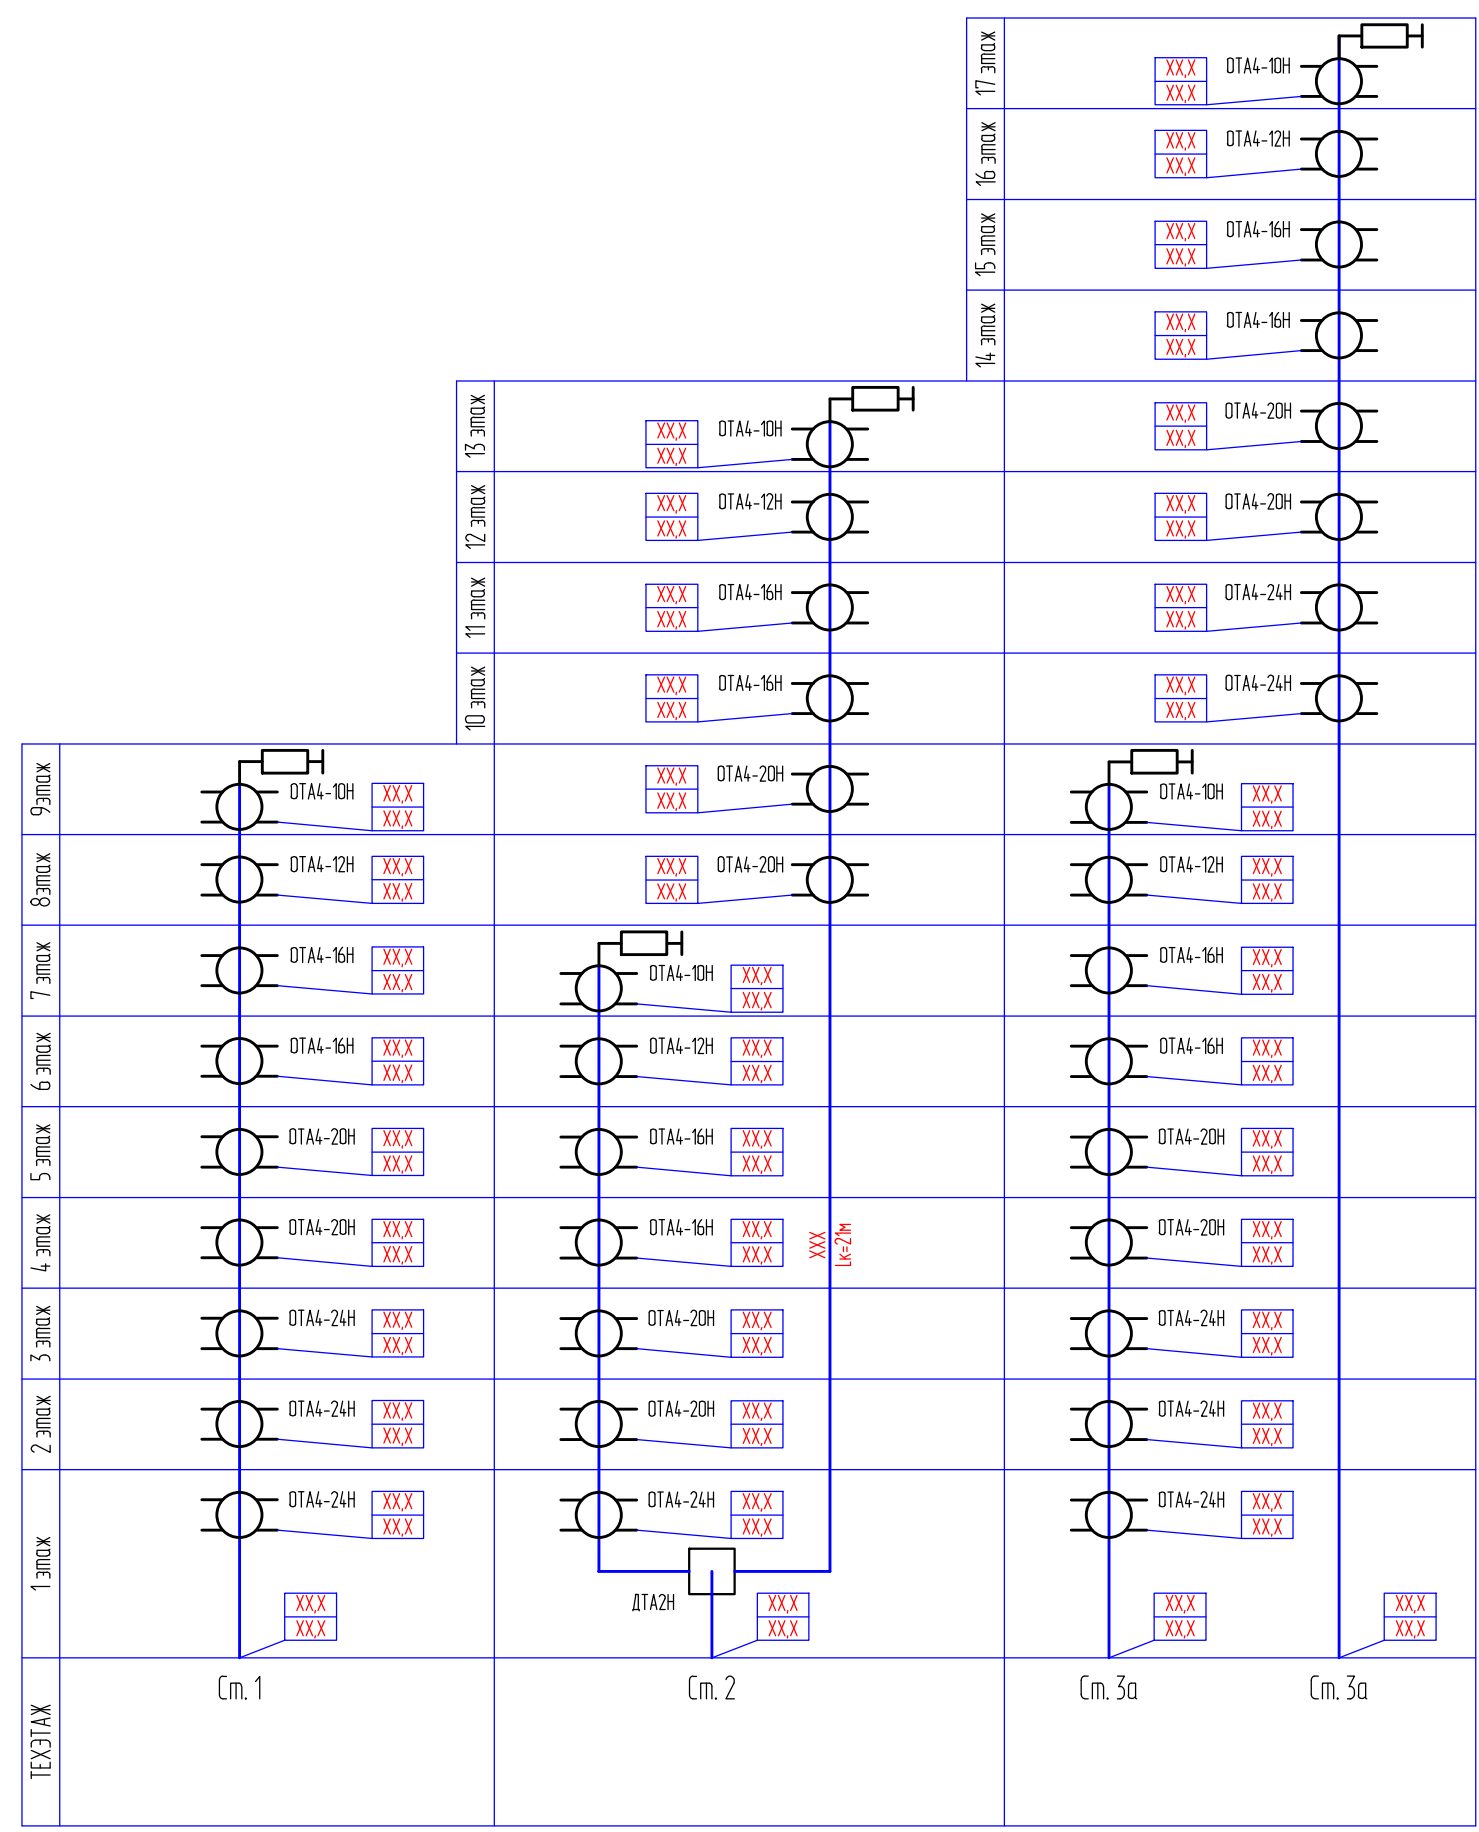 17 этаж
XX,X
ОТА4-10Н
XX,X
16 этаж
XX,X
ОТА4-12Н
XX,X
15 этаж
XX,X
ОТА4-16Н
XX,X
14 этаж
XX,X
ОТА4-16Н
XX,X
13 этаж
XX,X
ОТА4-10Н
XX,X
XX,X
ОТА4-20Н
XX,X
12 этаж
XX,X
ОТА4-12Н
XX,X
XX,X
ОТА4-20Н
XX,X
11 этаж
XX,X
ОТА4-16Н
XX,X
XX,X
ОТА4-24Н
XX,X
10 этаж
XX,X
ОТА4-16Н
XX,X
XX,X
ОТА4-24Н
XX,X
9этаж
ОТА4-10Н
XX,X
XX,X
XX,X
ОТА4-20Н
XX,X
ОТА4-10Н
XX,X
XX,X
8этаж
ОТА4-12Н
XX,X
XX,X
XX,X
ОТА4-20Н
XX,X
ОТА4-12Н
XX,X
XX,X
7 этаж
ОТА4-16Н
XX,X
XX,X
ОТА4-10Н
XX,X
XX,X
ОТА4-16Н
XX,X
XX,X
6 этаж
ОТА4-16Н
XX,X
XX,X
ОТА4-12Н
XX,X
XX,X
ОТА4-16Н
XX,X
XX,X
5 этаж
ОТА4-20Н
XX,X
XX,X
ОТА4-16Н
XX,X
XX,X
ОТА4-20Н
XX,X
XX,X
4 этаж
ОТА4-20Н
XX,X
XX,X
ОТА4-16Н
XX,X
XX,X
XXX
Lк=21м
ОТА4-20Н
XX,X
XX,X
3 этаж
ОТА4-24Н
XX,X
XX,X
ОТА4-20Н
XX,X
XX,X
ОТА4-24Н
XX,X
XX,X
2 этаж
ОТА4-24Н
XX,X
XX,X
ОТА4-20Н
XX,X
XX,X
ОТА4-24Н
XX,X
XX,X
1 этаж
ОТА4-24Н
XX,X
XX,X
ОТА4-24Н
XX,X
XX,X
ОТА4-24Н
XX,X
XX,X
XX,X
XX,X
ДТА2Н
XX,X
XX,X
XX,X
XX,X
XX,X
XX,X
ТЕХЭТАЖ
Ст. 1
Ст. 2
Ст. 3а
Ст. 3а